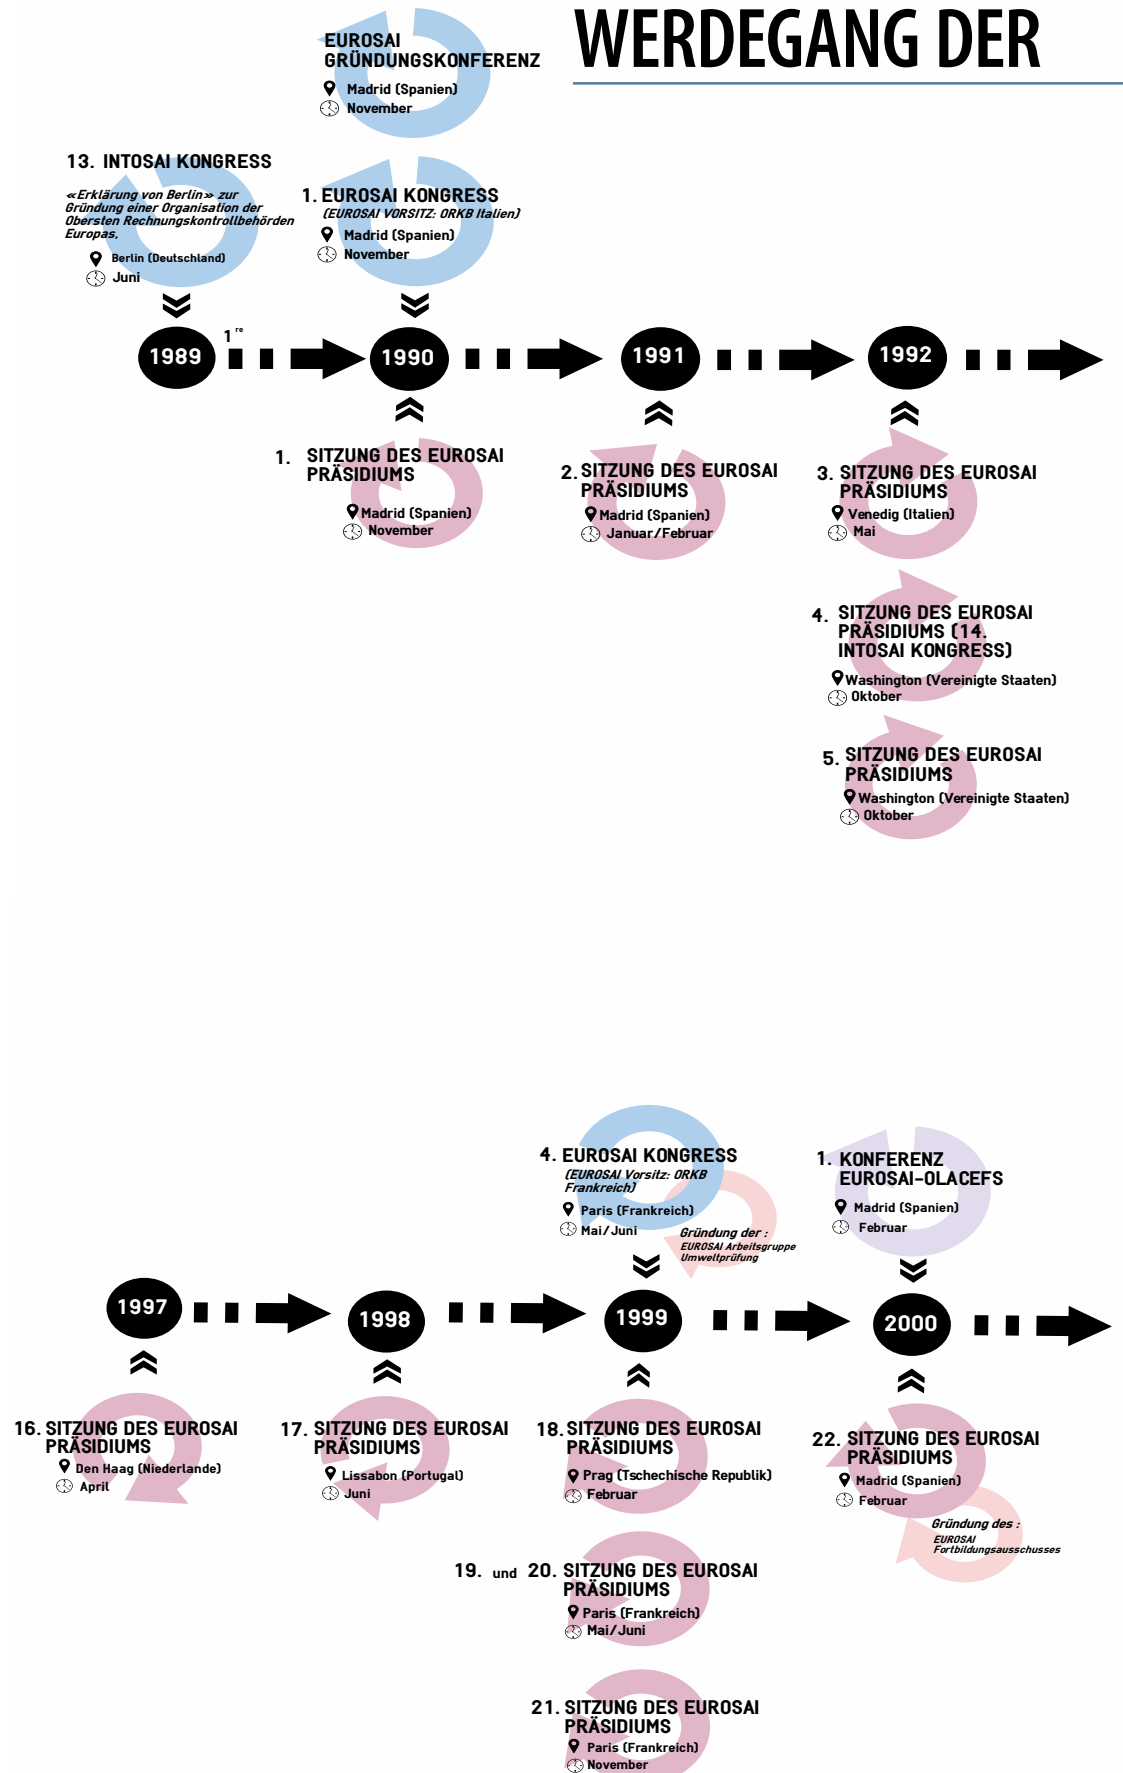 WERDEGANG DER
EUROSAI
GRÜNDUNGSKONFERENZ
Madrid (Spanien)
November
13. INTOSAI KONGRESS
«Erklärung von Berlin» zur
Gründung einer Organisation der
Obersten Rechnungskontrollbehörden
Europas.
Berlin (Deutschland)
Juni
1. EUROSAI KONGRESS
(EUROSAI VORSITZ: ORKB Italien)
Madrid (Spanien)
November
1989
1 re
1990
1991
1992
1. SITZUNG DES EUROSAI
PRÄSIDIUMS
Madrid (Spanien)
November
2. SITZUNG DES EUROSAI
PRÄSIDIUMS
Madrid (Spanien)
Januar/Februar
3. SITZUNG DES EUROSAI
PRÄSIDIUMS
Venedig (Italien)
Mai
4. SITZUNG DES EUROSAI
PRÄSIDIUMS (14.
INTOSAI KONGRESS)
Washington (Vereinigte Staaten)
Oktober
5. SITZUNG DES EUROSAI
PRÄSIDIUMS
Washington (Vereinigte Staaten)
Oktober
4. EUROSAI KONGRESS
(EUROSAI Vorsitz: ORKB
Frankreich)
Paris (Frankreich)
Mai/Juni
Gründung der :
EUROSAI Arbeitsgruppe
Umweltprüfung
1. KONFERENZ
EUROSAI-OLACEFS
Madrid (Spanien)
Februar
1997
1998
1999
2000
16. SITZUNG DES EUROSAI
PRÄSIDIUMS
Den Haag (Niederlande)
April
17. SITZUNG DES EUROSAI
PRÄSIDIUMS
Lissabon (Portugal)
Juni
18. SITZUNG DES EUROSAI
PRÄSIDIUMS
Prag (Tschechische Republik)
Februar
19. und 20. SITZUNG DES EUROSAI
PRÄSIDIUMS
Paris (Frankreich)
Mai/Juni
21. SITZUNG DES EUROSAI
PRÄSIDIUMS
Paris (Frankreich)
November
22. SITZUNG DES EUROSAI
PRÄSIDIUMS
Madrid (Spanien)
Februar
Gründung des :
EUROSAI
Fortbildungsausschusses